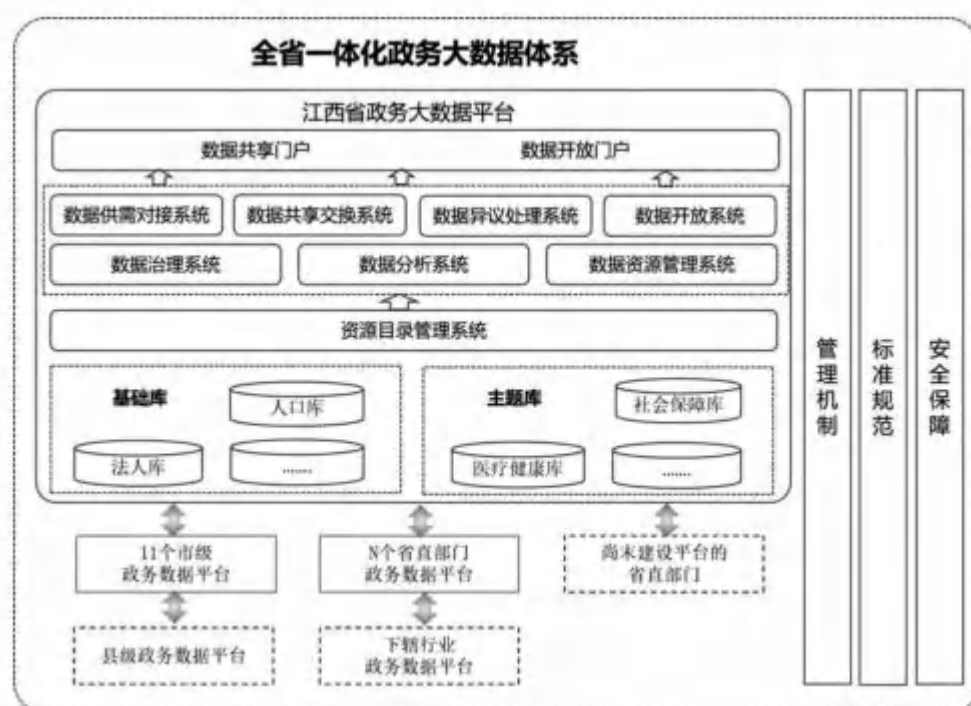 全省一体化政务大数据体系
江西省政务大数据平台
数据共享门户
数据开放门户
数据供需对接系统
数据共享交换系统
数据异议处理系统
数据开放系统
数据治理系统
数据分析系统
数据资源管理系统
资源目录管理系统
基础库
人口库
法人库
.......
主题库
社会保障库
医疗健康库
.......
11个市级
政务数据平台
N个省直部门
政务数据平台
尚未建设平台的
省直部门
县级政务数据平台
下辖行业
政务数据平台
管理机制
标准规范
安全保障